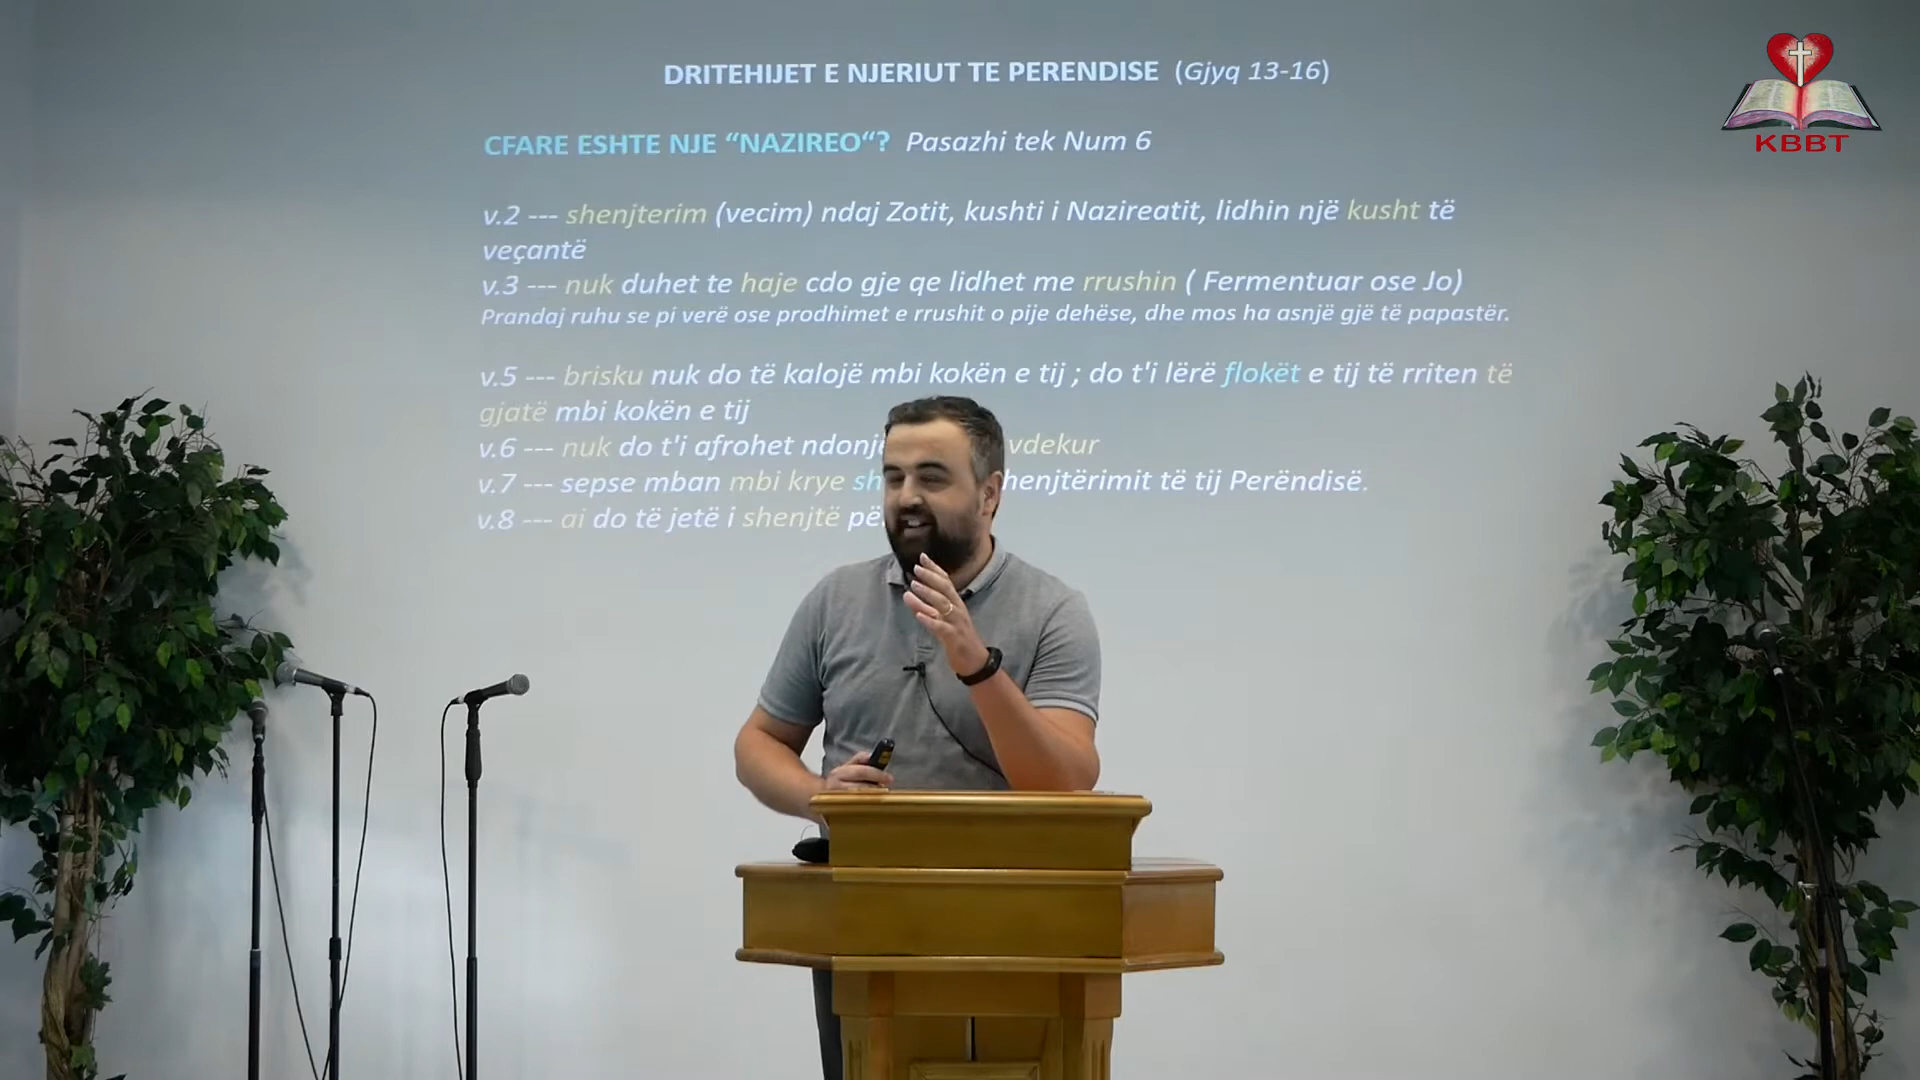 DRITEHIJET E NJERIUT TE PERENDISE (Gjyq 13-16)
KBBT
CFARE ESHTE NJE “NAZIREO“? Pasazhi tek Num 6
v.2 --- shenjterim (vecim) ndaj Zotit, kushti i Nazireatit, lidhin një kusht të
veçantë
v.3 --- nuk duhet te haje cdo gje qe lidhet me rrushin ( Fermentuar ose Jo)
Prandaj ruhu se pi verë ose prodhimet e rrushit o pije dehëse, dhe mos ha asnjë gjë të papastër.
v.5 --- brisku nuk do të kalojë mbi kokën e tij ; do t'i lërë flokët e tij të rriten të
gjatë mbi kokën e tij
v.6 --- nuk do t'i afrohet vdekur
v.7 --- sepse mban mbi krye të tij Perëndisë.
v.8 --- ai do të jetë i shenjtë